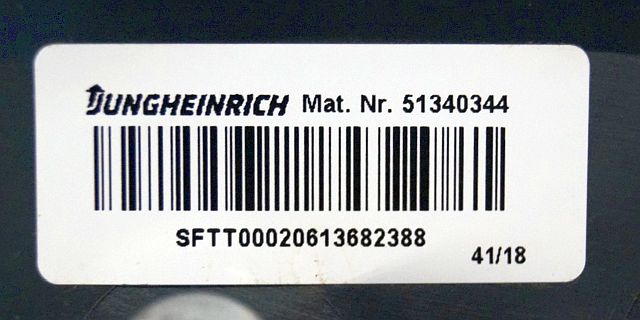 JUNGHEINRICH Mat. Nr. 51340344
SFTT00020613682388
41/18